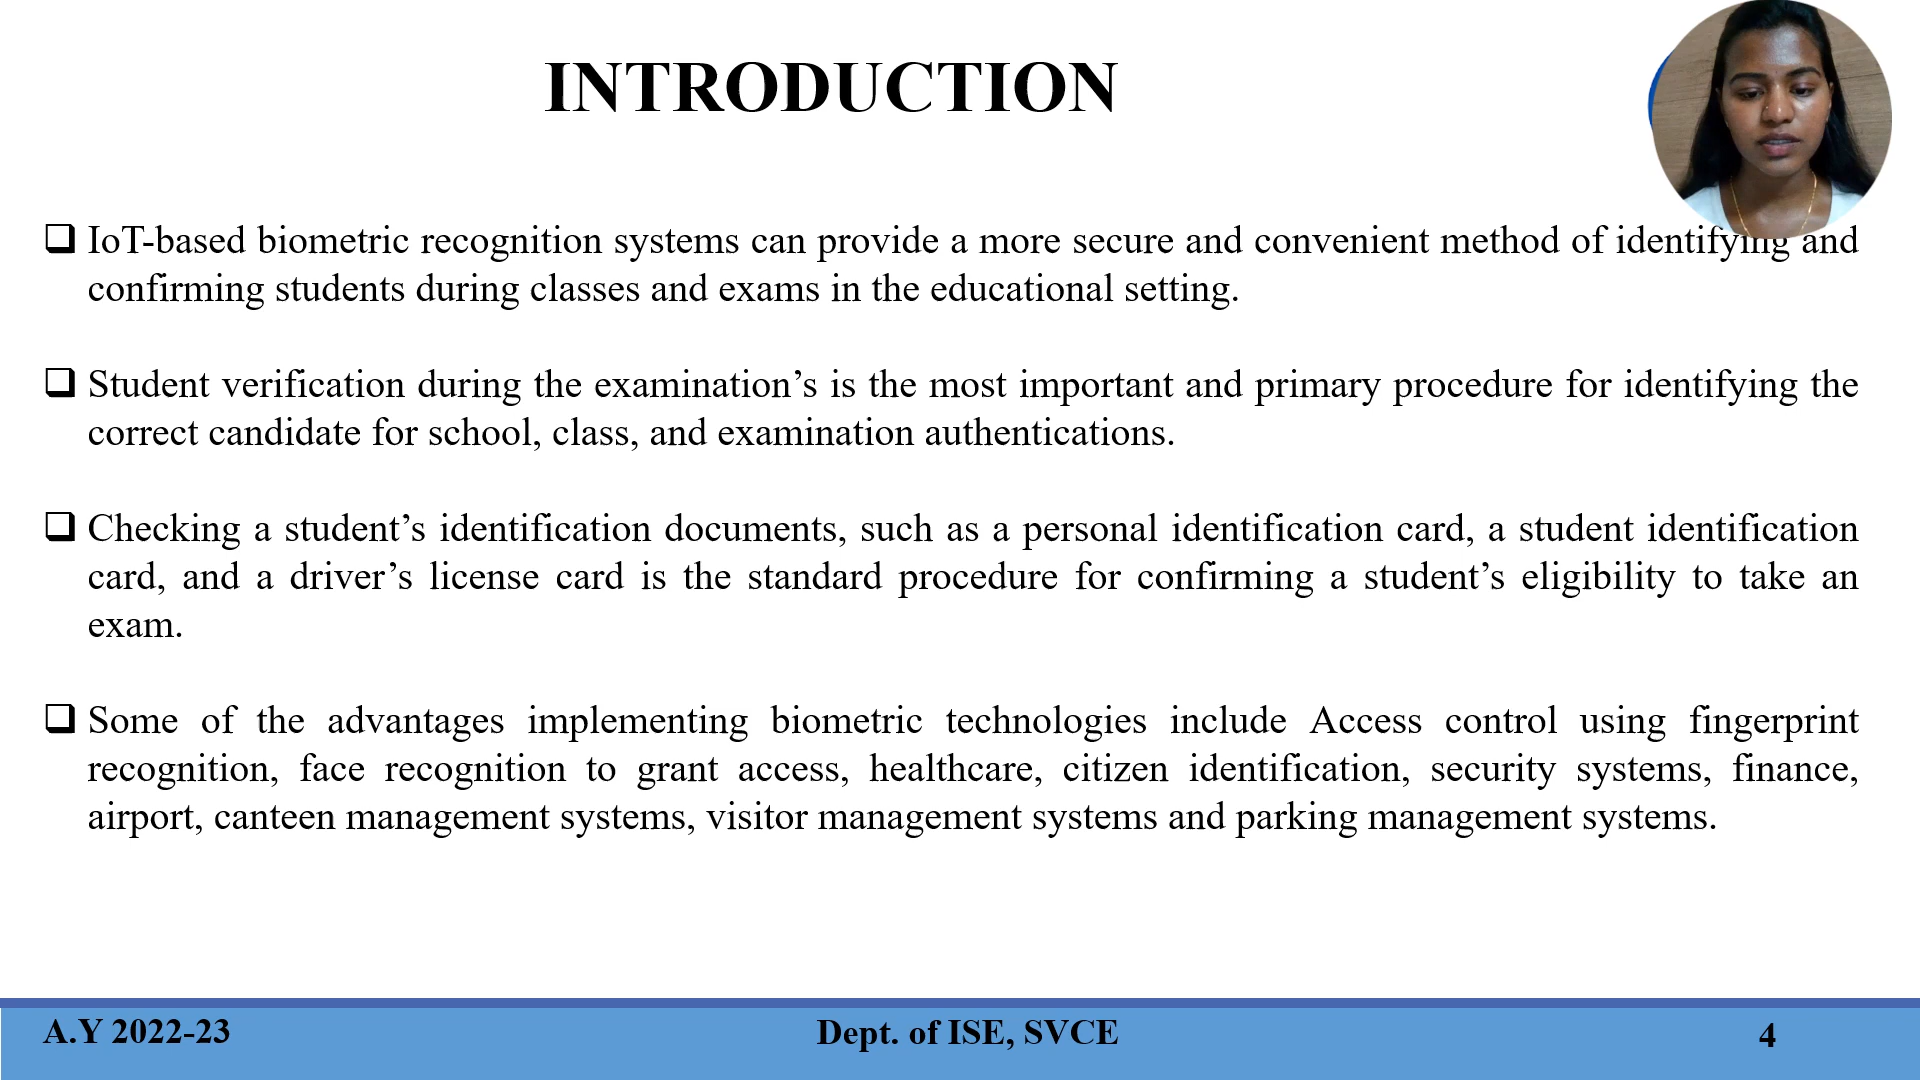 INTRODUCTION
IoT-based biometric recognition systems can provide a more secure and convenient method of identifying and
confirming students during classes and exams in the educational setting.
Student verification during the examination’s is the most important and primary procedure for identifying the
correct candidate for school, class, and examination authentications.
Checking a student’s identification documents, such as a personal identification card, a student identification
card, and a driver’s license card is the standard procedure for confirming a student’s eligibility to take an
exam.
Some of the advantages implementing biometric technologies include Access control using fingerprint
recognition, face recognition to grant access, healthcare, citizen identification, security systems, finance,
airport, canteen management systems, visitor management systems and parking management systems.
A.Y 2022-23
Dept. of ISE, SVCE
4